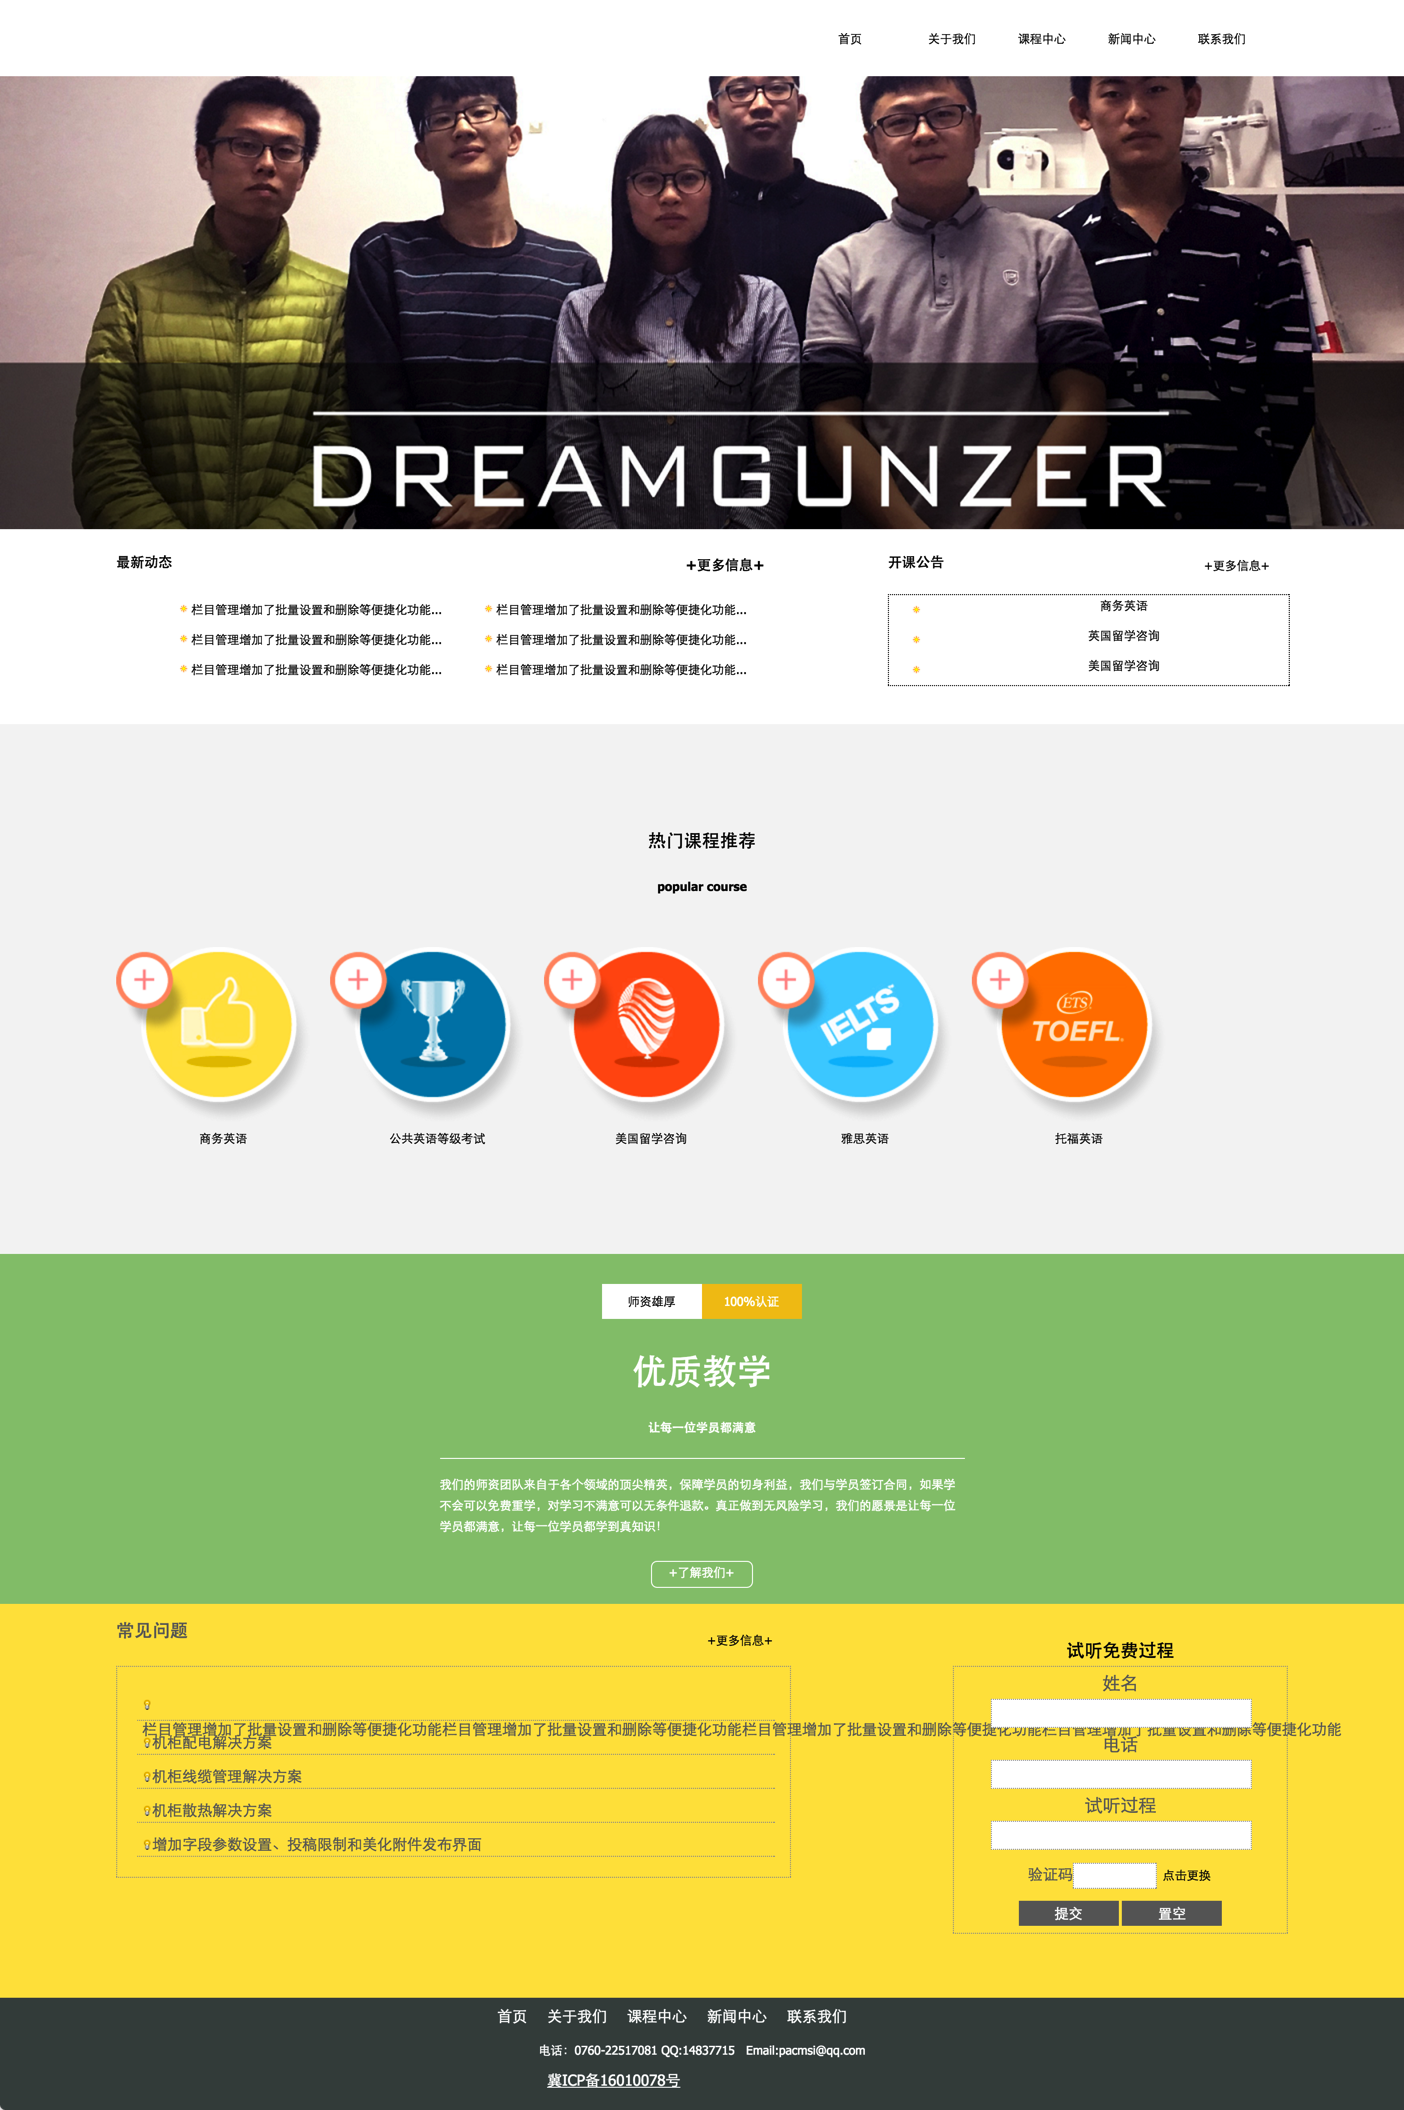 首页 关于我们 课程中心 新闻中心 联系我们
DREAMGUNZER
最新动态 +更多信息+
栏目管理增加了批量设置和删除等便捷化功能... 栏目管理增加了批量设置和删除等便捷化功能...
栏目管理增加了批量设置和删除等便捷化功能... 栏目管理增加了批量设置和删除等便捷化功能...
栏目管理增加了批量设置和删除等便捷化功能... 栏目管理增加了批量设置和删除等便捷化功能...
开课公告 +更多信息+
商务英语
英国留学咨询
美国留学咨询
热门课程推荐
popular course
IELTS
ETS
TOEFL
商务英语 公共英语等级考试 美国留学咨询 雅思英语 托福英语
师资雄厚 100%认证
优质教学
让每一位学员都满意
我们的师资团队来自于各个领域的顶尖精英，保障学员的切身利益，我们与学员签订合同，如果学
不会可以免费重学，对学习不满意可以无条件退款。真正做到无风险学习，我们的愿景是让每一位
学员都满意，让每一位学员都学到真知识！
+了解我们+
常见问题 +更多信息+
栏目管理增加了批量设置和删除等便捷化功能栏目管理增加了批量设置和删除等便捷化功能栏目管理增加了批量设置和删除等便捷化功能栏目管理增加了批量设置和删除等便捷化功能
机柜配电解决方案
机柜线缆管理解决方案
机柜散热解决方案
增加字段参数设置、投稿限制和美化附件发布界面
试听免费过程
姓名
电话
试听过程
验证码 点击更换
提交 置空
首页 关于我们 课程中心 新闻中心 联系我们
电话：0760-22517081 QQ:14837715 Email:pacmsi@qq.com
冀ICP备16010078号